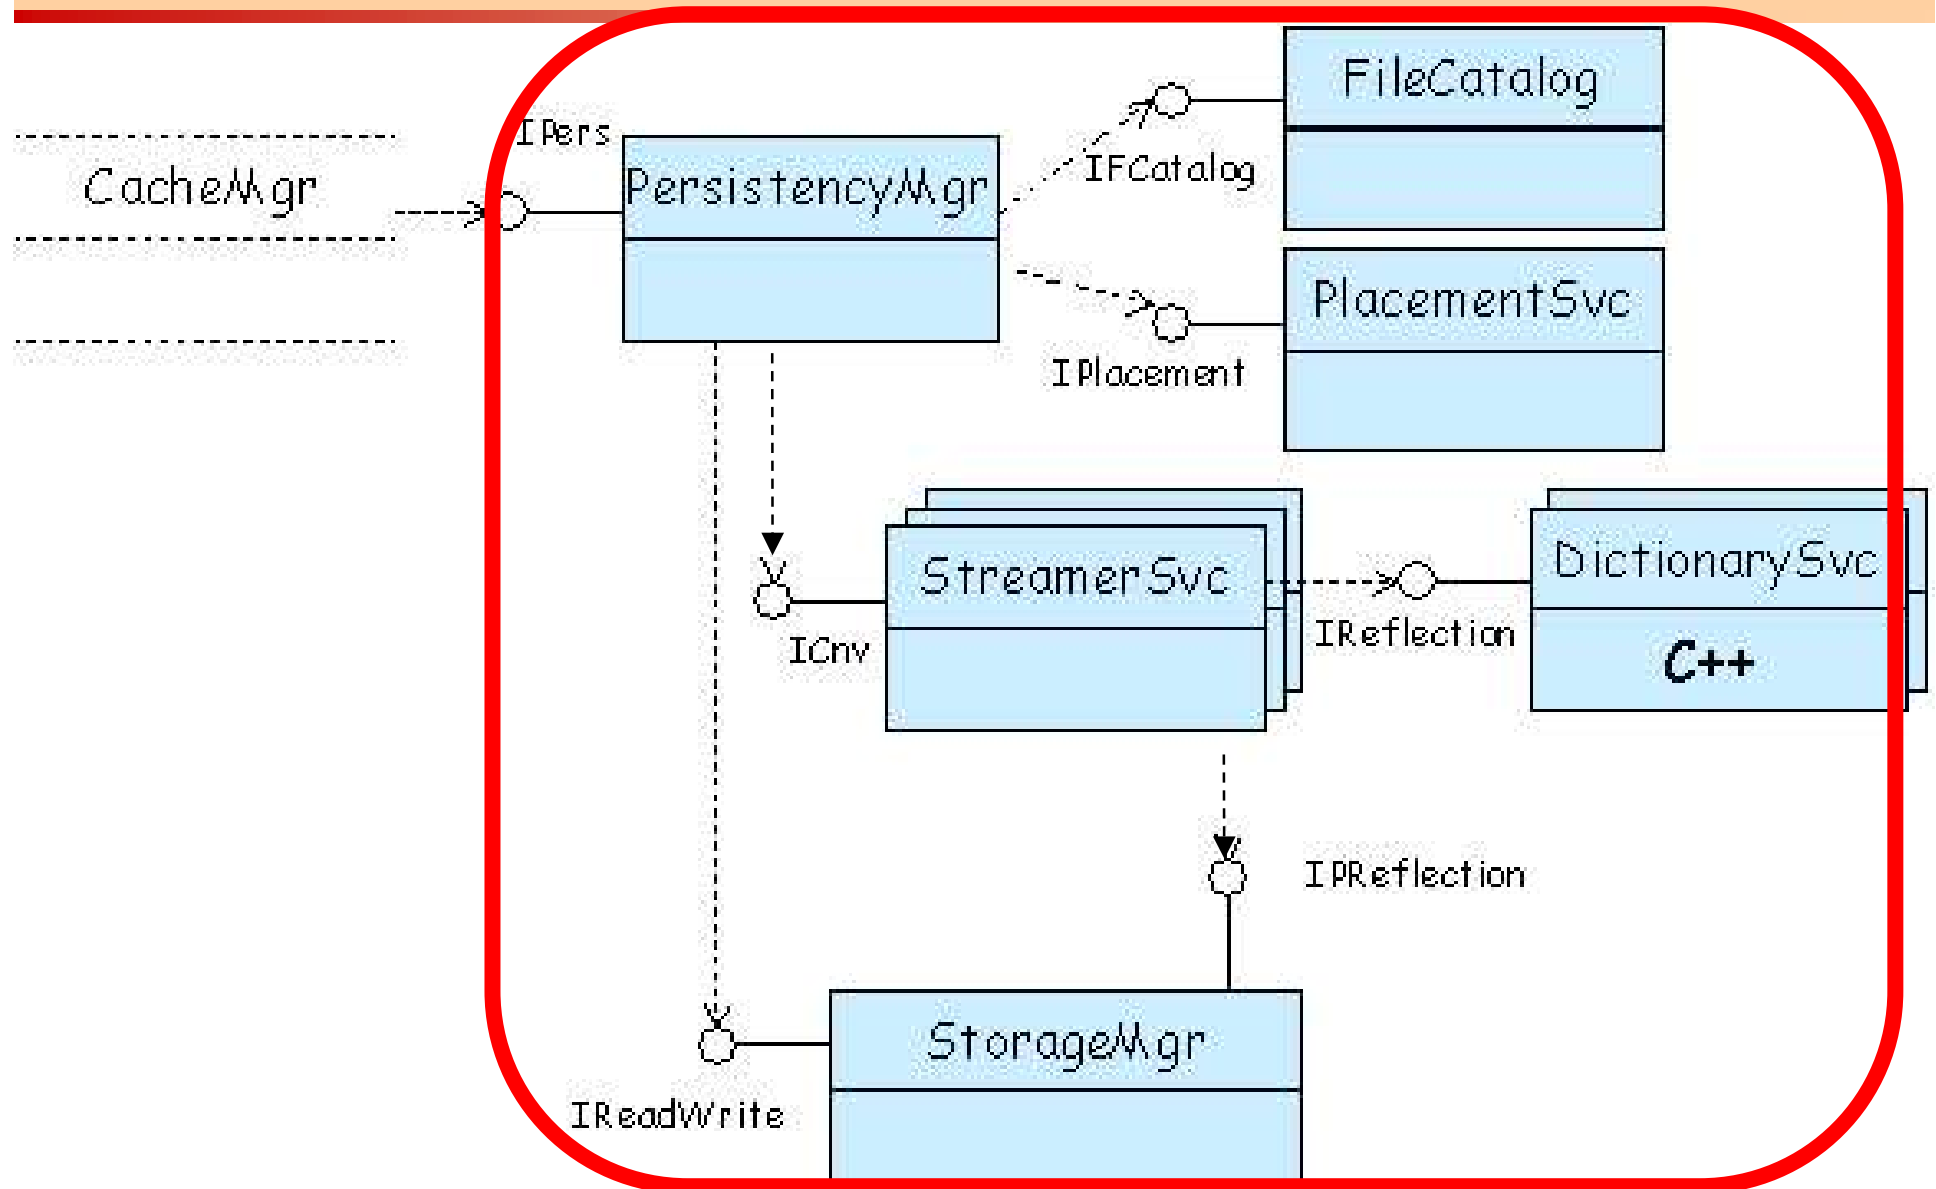 FileCatalog
IPers
IFCatalog
CacheMgr
PersistencyMgr
PlacementSvc
IPlacement
DictionarySvc
StreamerSvc
IReflection
ICnv
C++
IPReflection
StorageMgr
IReadWrite